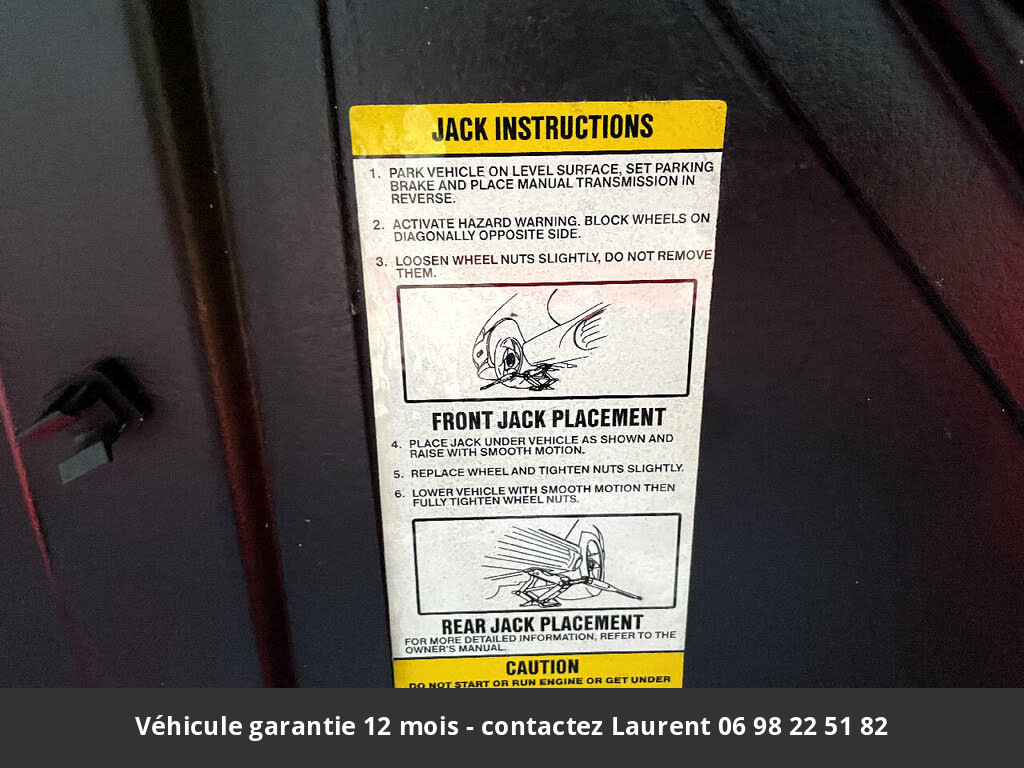 JACK INSTRUCTIONS
1. PARK VEHICLE ON LEVEL SURFACE, SET PARKING
BRAKE AND PLACE MANUAL TRANSMISSION IN
REVERSE.
2. ACTIVATE HAZARD WARNING. BLOCK WHEELS ON
DIAGONALLY OPPOSITE SIDE.
3. LOOSEN WHEEL NUTS SLIGHTLY, DO NOT REMOVE
THEM.
FRONT JACK PLACEMENT
4. PLACE JACK UNDER VEHICLE AS SHOWN AND
RAISE WITH SMOOTH MOTION.
5. REPLACE WHEEL AND TIGHTEN NUTS SLIGHTLY.
6. LOWER VEHICLE WITH SMOOTH MOTION THEN
FULLY TIGHTEN WHEEL NUTS.
REAR JACK PLACEMENT
FOR MORE DETAILED INFORMATION, REFER TO THE
OWNER'S MANUAL.
CAUTION
DO NOT START OR RUN ENGINE OR GET UNDER
Véhicule garantie 12 mois - contactez Laurent 06 98 22 51 82